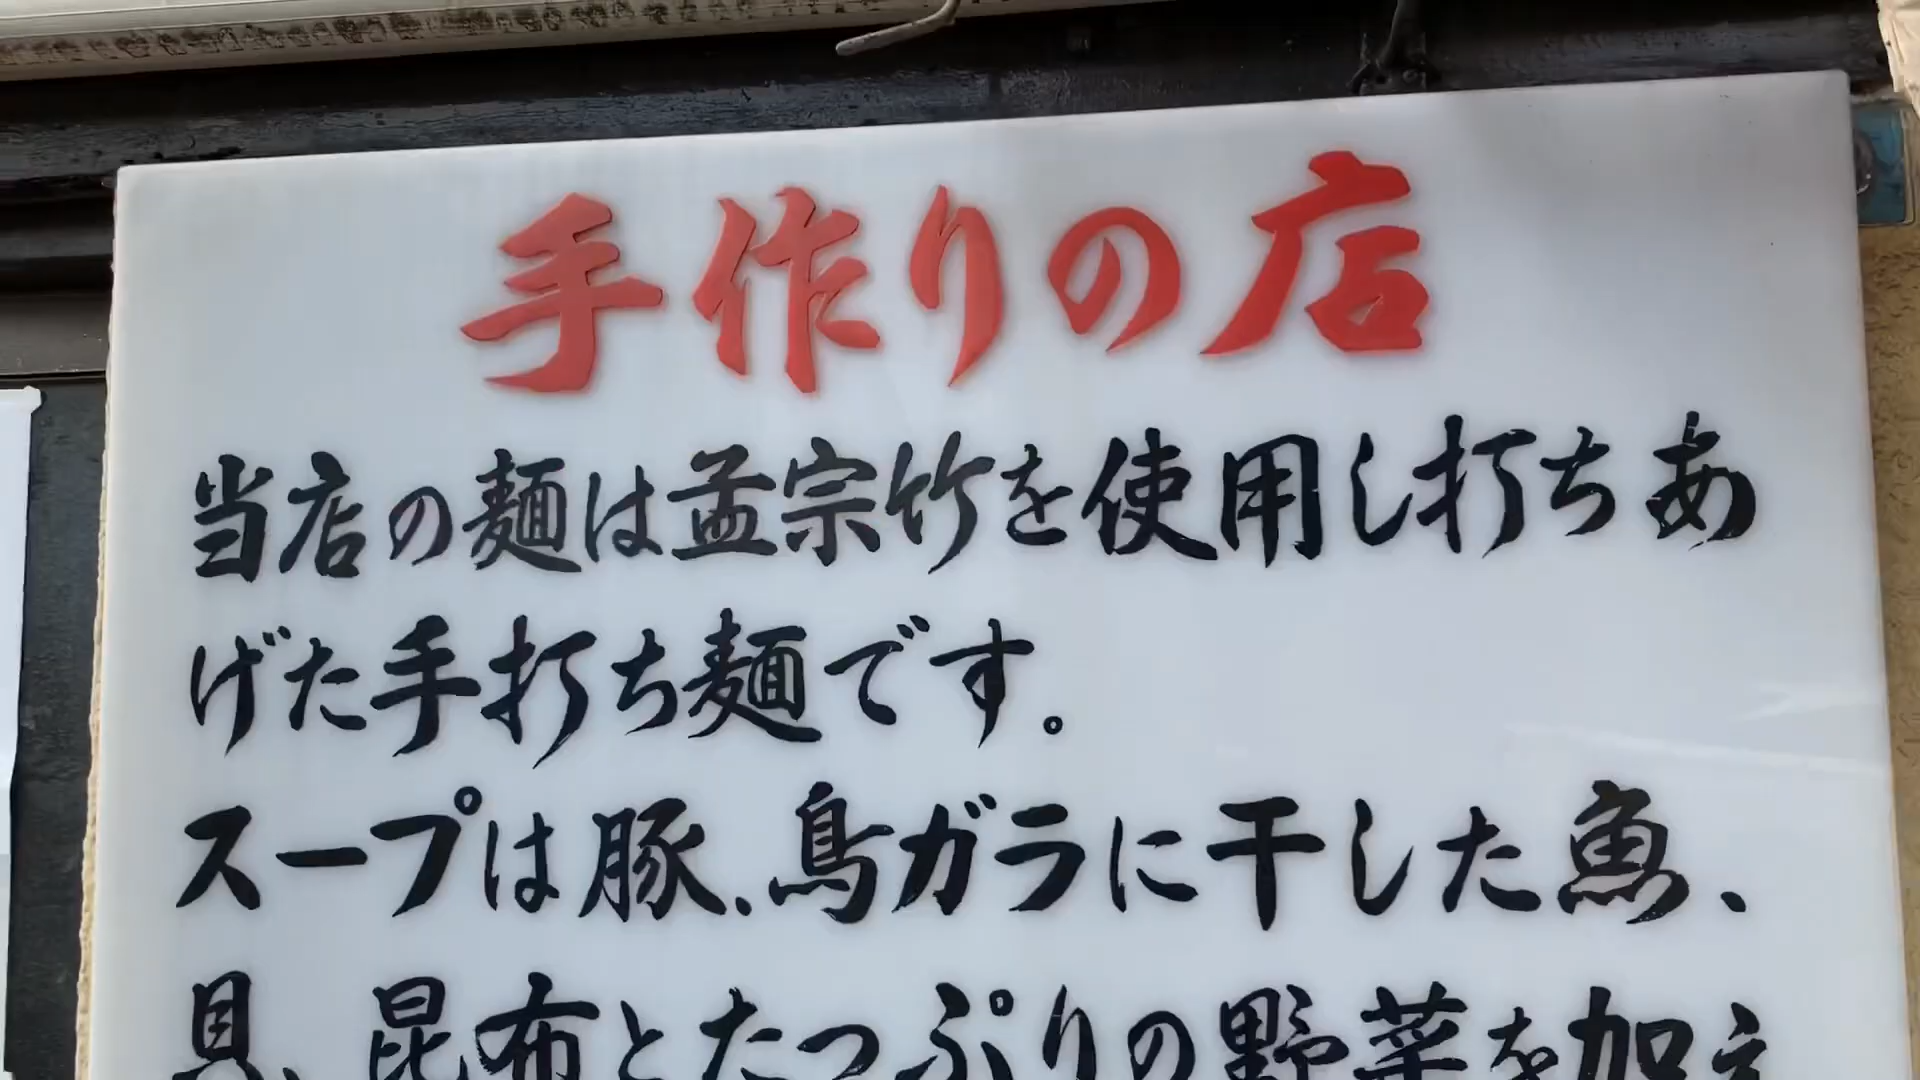 手作りの店
当店の麺は孟宗竹を使用し打ちあ
げた手打ち麺です。
スープは豚、鳥ガラに干した魚、
貝、昆布とたっぷりの野菜を加え